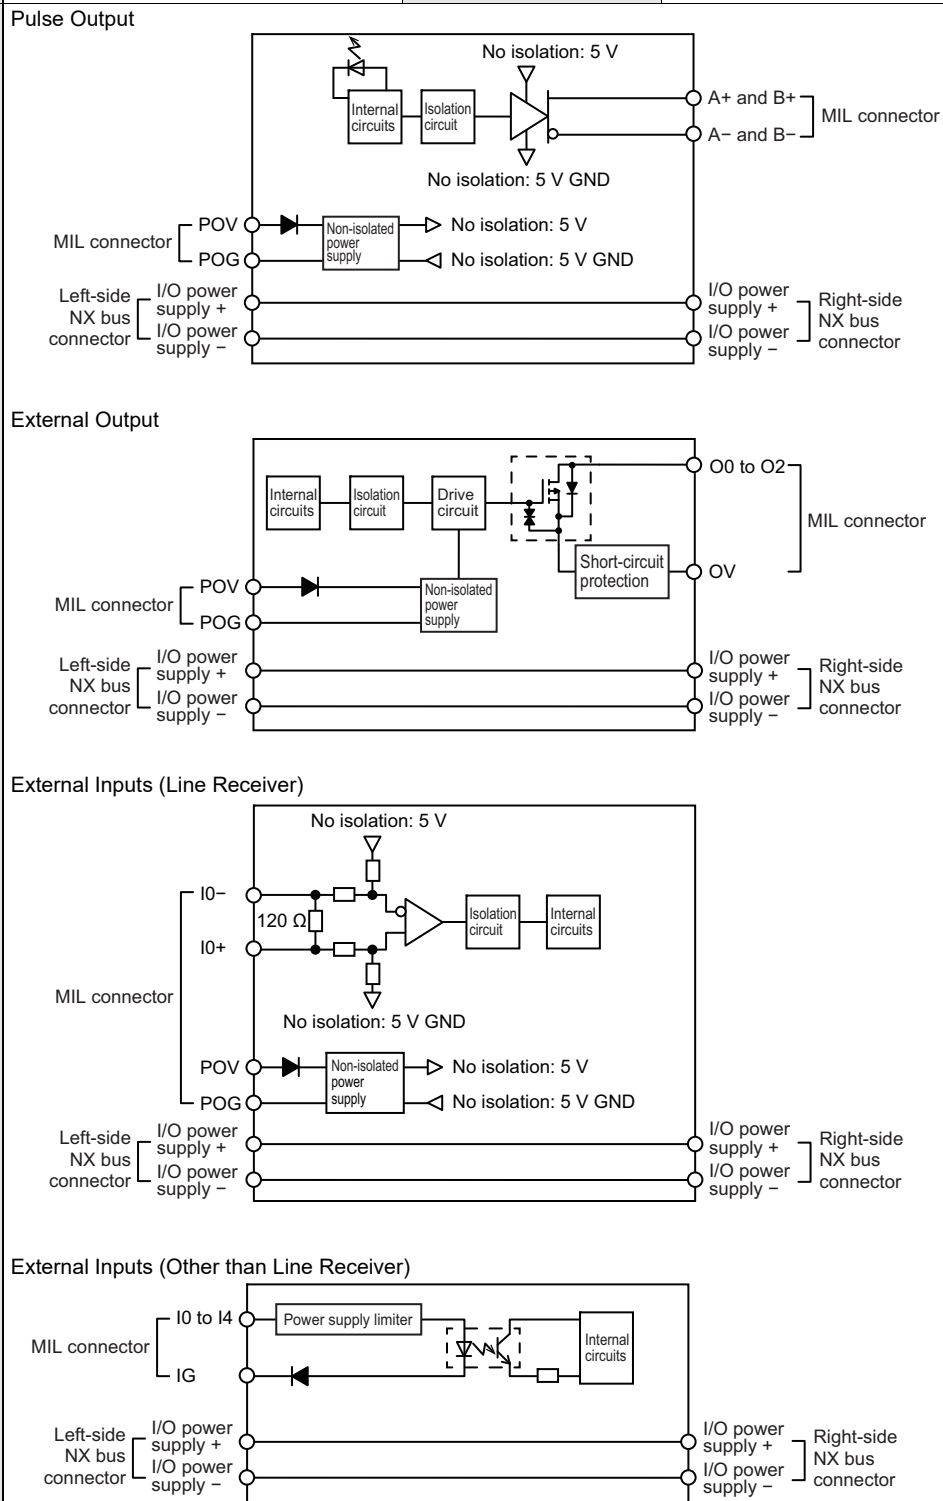 Pulse Output
No isolation: 5 V
Internal
circuits
Isolation
circuit
A+ and B+
A− and B−
MIL connector
No isolation: 5 V GND
MIL connector
POV
POG
Non-isolated
power
supply
No isolation: 5 V
No isolation: 5 V GND
Left-side
NX bus
connector
I/O power
supply +
I/O power
supply −
I/O power
supply +
I/O power
supply −
Right-side
NX bus
connector
External Output
Internal
circuits
Isolation
circuit
Drive
circuit
O0 to O2
MIL connector
Short-circuit
protection
OV
MIL connector
POV
POG
Non-isolated
power
supply
Left-side
NX bus
connector
I/O power
supply +
I/O power
supply −
I/O power
supply +
I/O power
supply −
Right-side
NX bus
connector
External Inputs (Line Receiver)
No isolation: 5 V
I0−
120 Ω
I0+
Isolation
circuit
Internal
circuits
MIL connector
No isolation: 5 V GND
POV
POG
Non-isolated
power
supply
No isolation: 5 V
No isolation: 5 V GND
Left-side
NX bus
connector
I/O power
supply +
I/O power
supply −
I/O power
supply +
I/O power
supply −
Right-side
NX bus
connector
External Inputs (Other than Line Receiver)
MIL connector
I0 to I4
IG
Power supply limiter
Internal
circuits
Left-side
NX bus
connector
I/O power
supply +
I/O power
supply −
I/O power
supply +
I/O power
supply −
Right-side
NX bus
connector